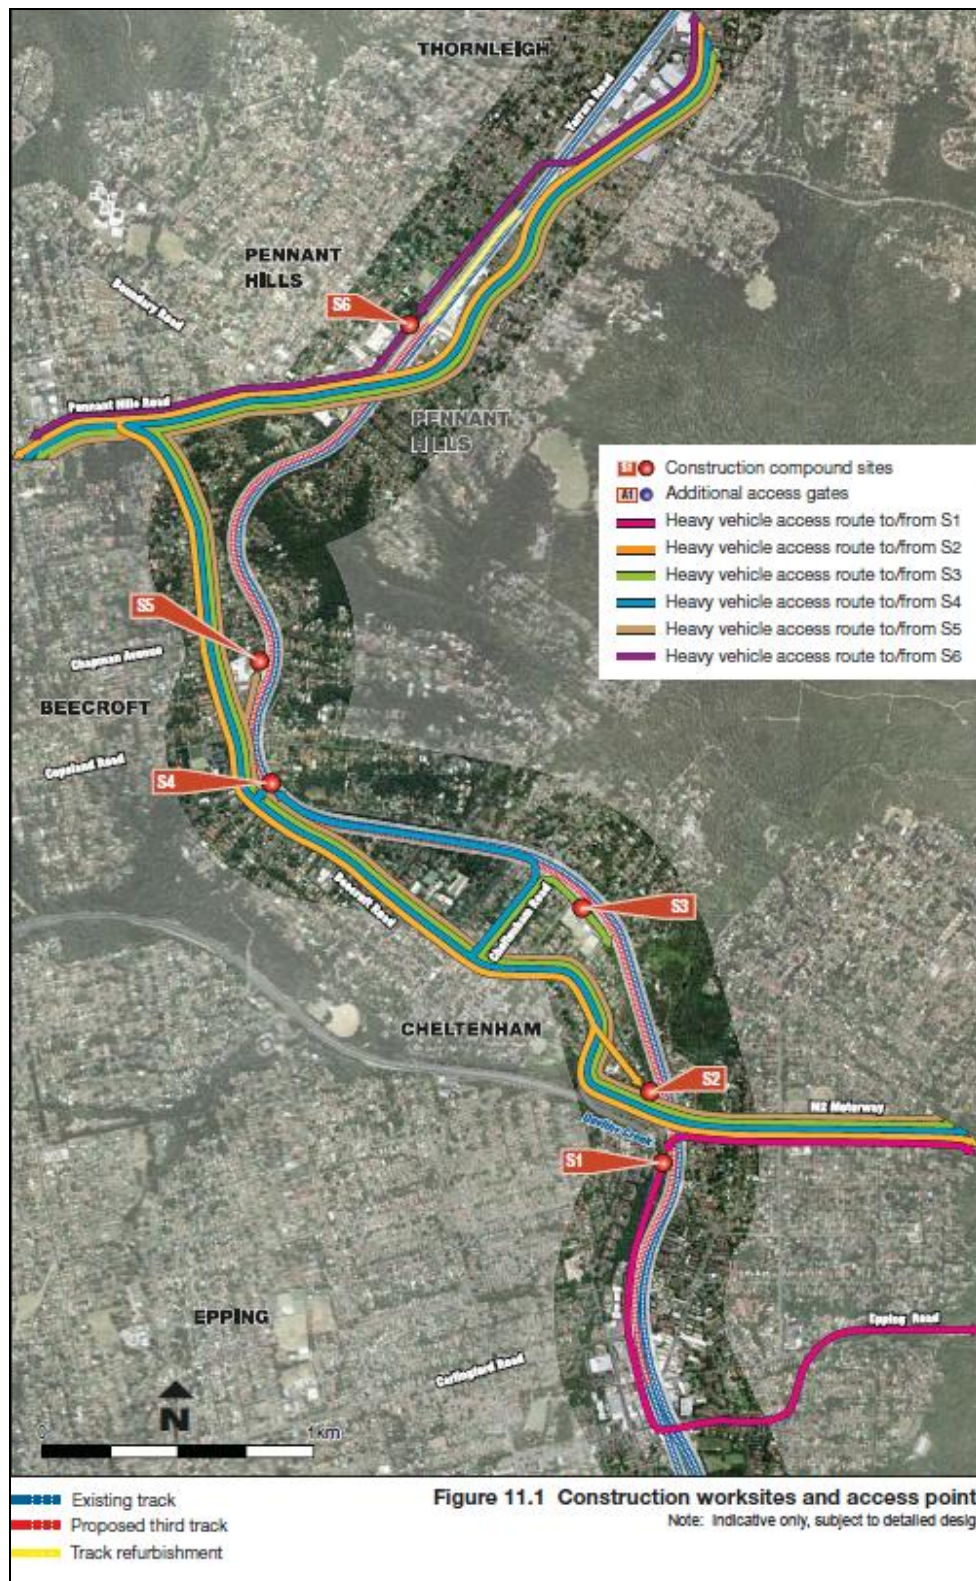 THORNLEIGH
Yarrara Road
PENNANT
HILLS
Boundary Road
S6
Pennant Hills Road
PENNANT
HILLS
S1 Construction compound sites
A1 Additional access gates
Heavy vehicle access route to/from S1
Heavy vehicle access route to/from S2
Heavy vehicle access route to/from S3
Heavy vehicle access route to/from S4
Heavy vehicle access route to/from S5
Heavy vehicle access route to/from S6
S5
Chapman Avenue
BEECROFT
Copeland Road
S4
Beecroft Road
Cheltenham Road
S3
CHELTENHAM
S2
M2 Motorway
Devlins Creek
S1
EPPING
Epping Road
Carlingford Road
N
0 1km
Existing track
Proposed third track
Track refurbishment
Figure 11.1 Construction worksites and access point
Note: Indicative only, subject to detailed desig